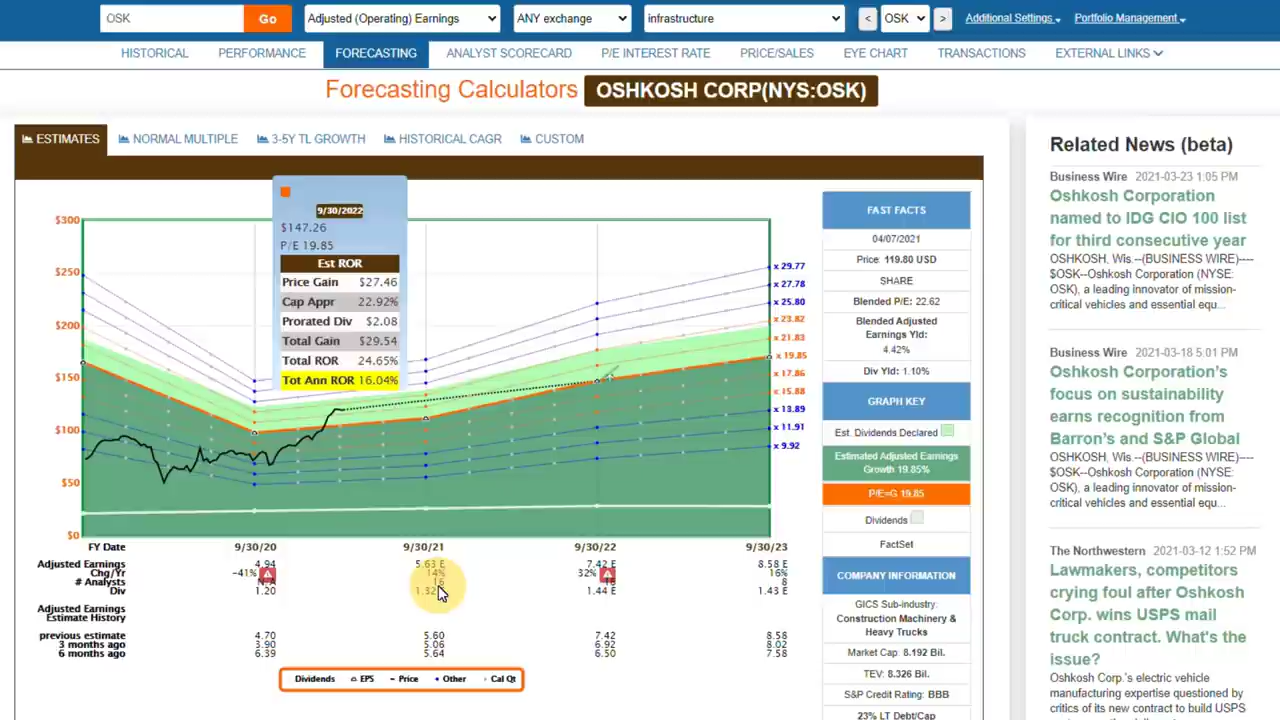 OSK
Go
Adjusted (Operating) Earnings
ANY exchange
infrastructure
<
OSK
>
Additional Settings
Portfolio Management
HISTORICAL
PERFORMANCE
FORECASTING
ANALYST SCORECARD
P/E INTEREST RATE
PRICE/SALES
EYE CHART
TRANSACTIONS
EXTERNAL LINKS
Forecasting Calculators OSHKOSH CORP(NYS:OSK)
ESTIMATES
NORMAL MULTIPLE
3-5Y TL GROWTH
HISTORICAL CAGR
CUSTOM
$300
$250
$200
$150
$100
$50
$0
9/30/2022
$147.26
P/E 19.85
Est ROR
Price Gain $27.46
Cap Appr 22.92%
Prorated Div $2.08
Total Gain $29.54
Total ROR 24.65%
Tot Ann ROR 16.04%
x 29.77
x 27.78
x 25.80
x 23.82
x 21.83
x 19.85
x 17.86
x 15.88
x 13.89
x 11.91
x 9.92
FY Date 9/30/20 9/30/21 9/30/22 9/30/23
Adjusted Earnings 4.94 5.63 E 7.42 E 8.58 E
Chg/Yr -41% 14% 32% 16%
# Analysts N/A 16 8
Div 1.20 1.32 1.44 E 1.43 E
Adjusted Earnings
Estimate History
previous estimate 4.70 5.60 7.42 8.58
3 months ago 3.90 5.06 6.92 8.02
6 months ago 6.39 5.64 6.50 7.58
Dividends EPS Price Other Cal Qt
FAST FACTS
04/07/2021
Price: 119.80 USD
SHARE
Blended P/E: 22.62
Blended Adjusted
Earnings Yld:
4.42%
Div Yld: 1.10%
GRAPH KEY
Est. Dividends Declared
Estimated Adjusted Earnings
Growth 19.85%
P/E=G 19.85
Dividends
FactSet
COMPANY INFORMATION
GICS Sub-industry:
Construction Machinery &
Heavy Trucks
Market Cap: 8.192 Bil.
TEV: 8.326 Bil.
S&P Credit Rating: BBB
23% LT Debt/Cap
Related News (beta)
Business Wire 2021-03-23 1:05 PM
Oshkosh Corporation
named to IDG CIO 100 list
for third consecutive year
OSHKOSH, Wis.--(BUSINESS WIRE)----
$OSK--Oshkosh Corporation (NYSE:
OSK), a leading innovator of mission-
critical vehicles and essential equ...
Business Wire 2021-03-18 5:01 PM
Oshkosh Corporation's
focus on sustainability
earns recognition from
Barron's and S&P Global
OSHKOSH, Wis.--(BUSINESS WIRE)----
$OSK--Oshkosh Corporation (NYSE:
OSK), a leading innovator of mission-
critical vehicles and essential equ...
The Northwestern 2021-03-12 1:52 PM
Lawmakers, competitors
crying foul after Oshkosh
Corp. wins USPS mail
truck contract. What's the
issue?
Oshkosh Corp.'s electric vehicle
manufacturing expertise questioned by
critics of its new contract to build USPS